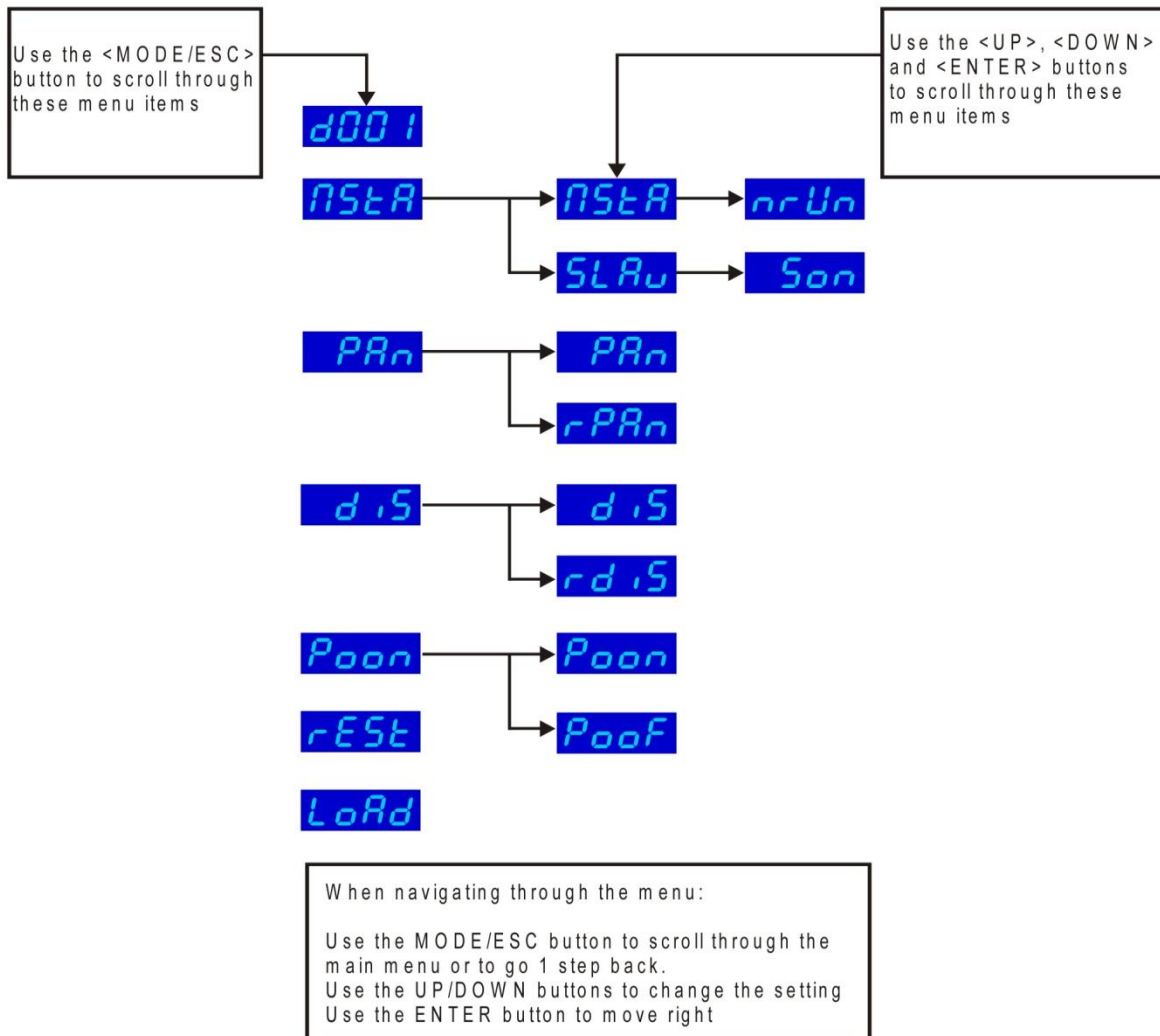 Use the <MODE/ESC>
button to scroll through
these menu items
Use the <UP>, <DOWN>
and <ENTER> buttons
to scroll through these
menu items
d001
MStA
MStA
nrUn
SLAv
Son
PAn
PAn
rPAn
diS
diS
rdiS
Poon
Poon
rESt
PooF
LoAd
When navigating through the menu:
Use the MODE/ESC button to scroll through the
main menu or to go 1 step back.
Use the UP/DOWN buttons to change the setting
Use the ENTER button to move right